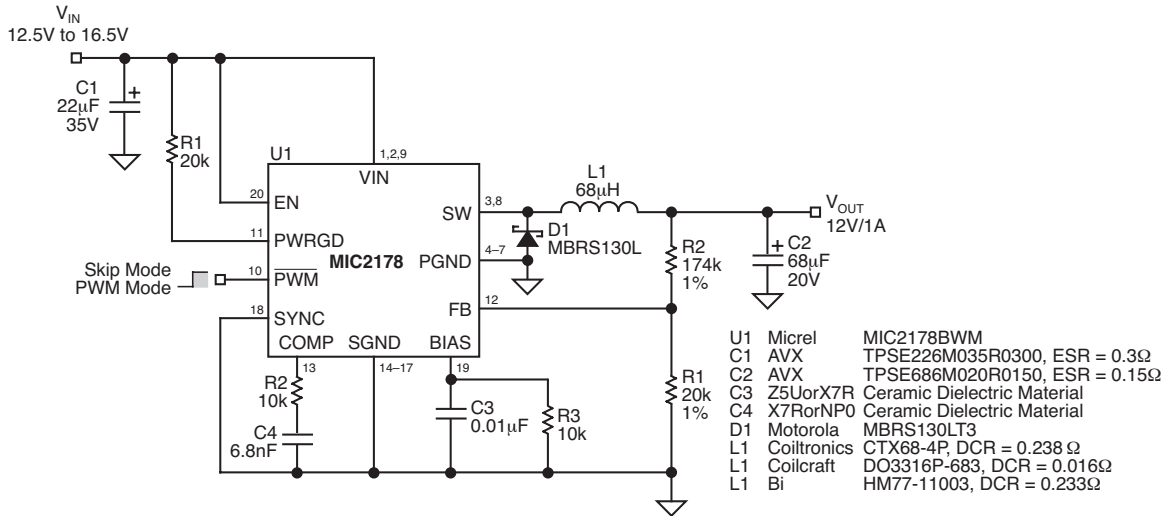 VIN
12.5V to 16.5V
C1
22µF
35V
+
R1
20k
U1
1,2,9
VIN
20
EN
11
PWRGD
MIC2178
Skip Mode
PWM Mode
10
PWM
18
SYNC
COMP
SGND
BIAS
13
14–17
19
SW
3,8
PGND
4–7
FB
12
L1
68µH
D1
MBRS130L
R2
174k
1%
VOUT
12V/1A
+
C2
68µF
20V
R1
20k
1%
R2
10k
C4
6.8nF
C3
0.01µF
R3
10k
U1 Micrel MIC2178BWM
C1 AVX TPSE226M035R0300, ESR = 0.3Ω
C2 AVX TPSE686M020R0150, ESR = 0.15Ω
C3 Z5UorX7R Ceramic Dielectric Material
C4 X7RorNP0 Ceramic Dielectric Material
D1 Motorola MBRS130LT3
L1 Coiltronics CTX68-4P, DCR = 0.238 Ω
L1 Coilcraft DO3316P-683, DCR = 0.016Ω
L1 Bi HM77-11003, DCR = 0.233Ω